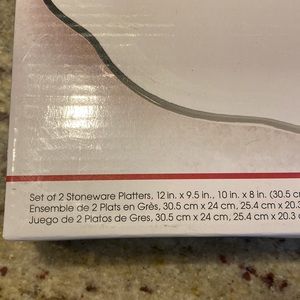 Set of 2 Stoneware Platters, 12 in. x 9.5 in., 10 in. x 8 in. (30.5 c
Ensemble de 2 Plats en Grès, 30.5 cm x 24 cm, 25.4 cm x 20.3
Juego de 2 Platos de Gres, 30.5 cm x 24 cm, 25.4 cm x 20.3 c